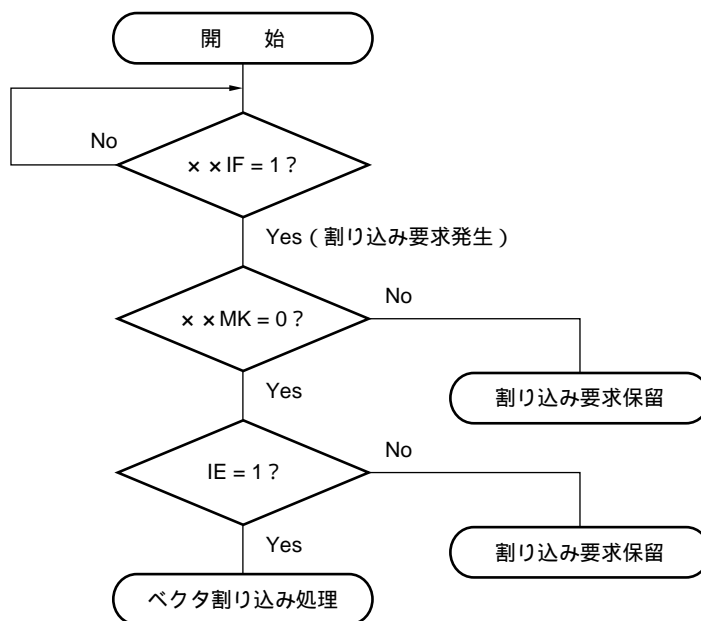 開　　始
No
××IF = 1？
Yes（割り込み要求発生）
××MK = 0？
No
Yes
割り込み要求保留
IE = 1？
No
Yes
割り込み要求保留
ベクタ割り込み処理